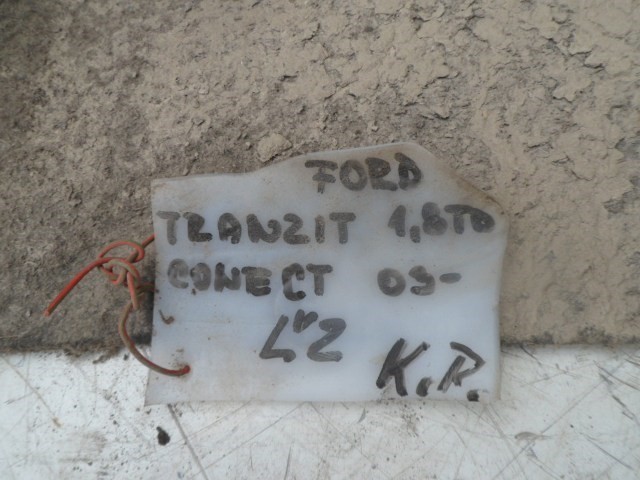 FORD
TRANZIT 1,8TD
CONECT 03-
K.P.